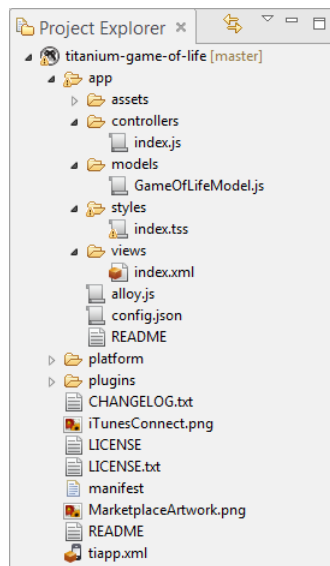 Project Explorer
titanium-game-of-life [master]
app
assets
controllers
index.js
models
GameOfLifeModel.js
styles
index.tss
views
index.xml
alloy.js
config.json
README
platform
plugins
CHANGELOG.txt
iTunesConnect.png
LICENSE
LICENSE.txt
manifest
MarketplaceArtwork.png
README
tiapp.xml